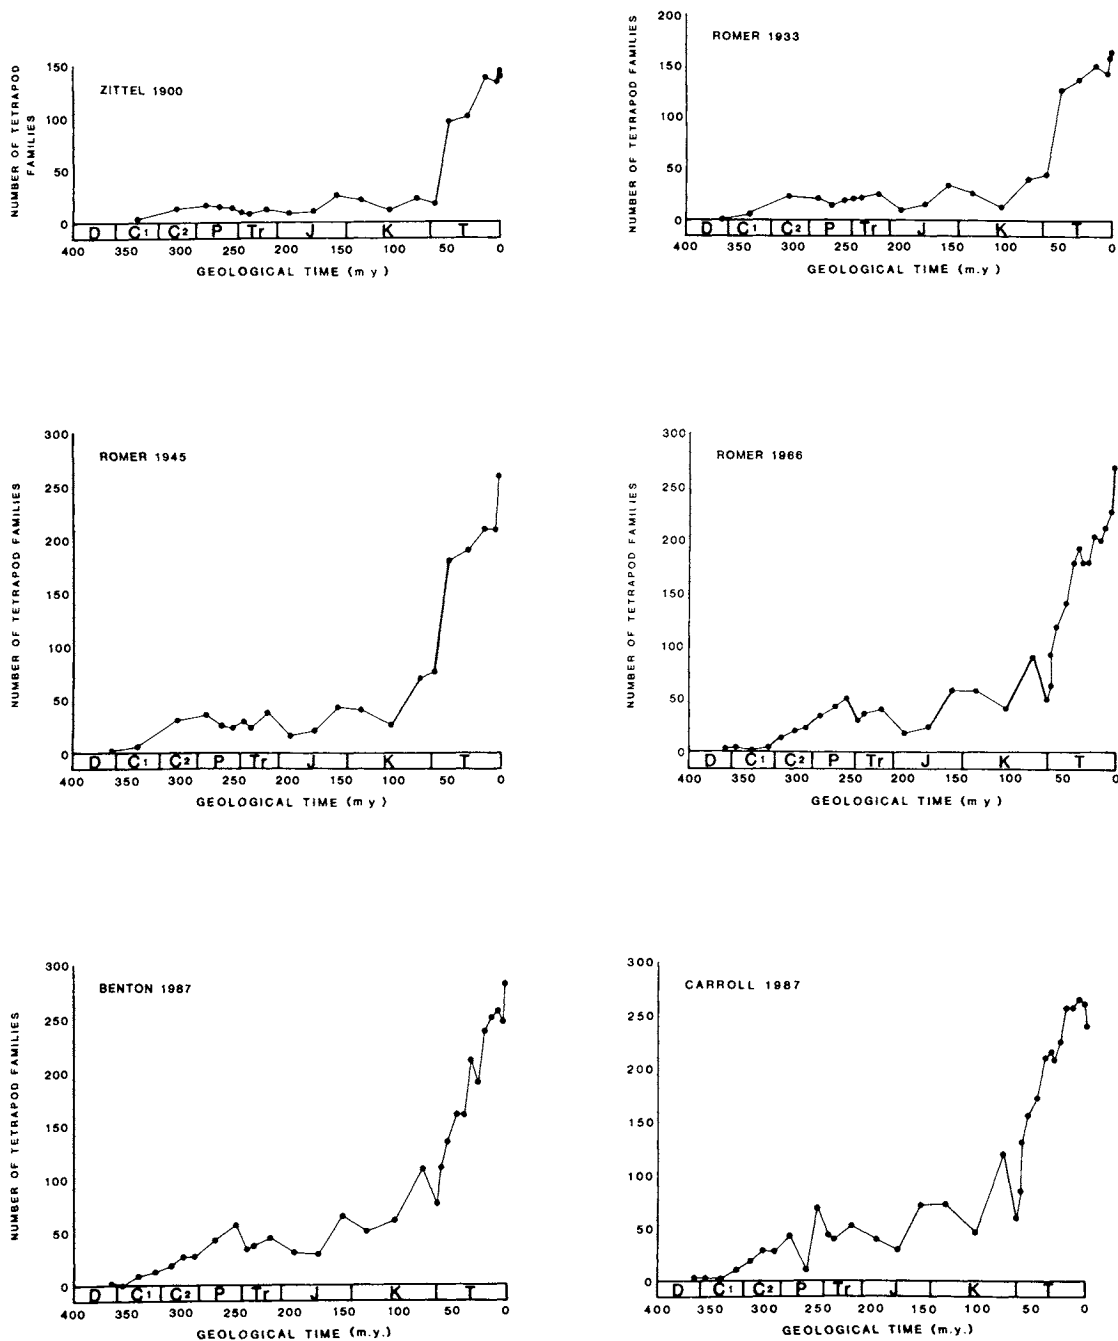 ZITTEL 1900
NUMBER OF TETRAPOD
FAMILIES
150
100
50
0
D C1 C2 P Tr J K T
400 350 300 250 200 150 100 50 0
GEOLOGICAL TIME (m y)
ROMER 1933
NUMBER OF TETRAPOD FAMILIES
200
150
100
50
0
D C1 C2 P Tr J K T
400 350 300 250 200 150 100 50 0
GEOLOGICAL TIME (m.y)
ROMER 1945
NUMBER OF TETRAPOD FAMILIES
300
250
200
150
100
50
0
D C1 C2 P Tr J K T
400 350 300 250 200 150 100 50 0
GEOLOGICAL TIME (m y)
ROMER 1966
NUMBER OF TETRAPOD FAMILIES
300
250
200
150
100
50
0
D C1 C2 P Tr J K T
400 350 300 250 200 150 100 50 0
GEOLOGICAL TIME (m y)
BENTON 1987
NUMBER OF TETRAPOD FAMILIES
300
250
200
150
100
50
0
D C1 C2 P Tr J K T
400 350 300 250 200 150 100 50 0
GEOLOGICAL TIME (m.y.)
CARROLL 1987
300
250
200
150
100
50
0
D C1 C2 P Tr J K T
400 350 300 250 200 150 100 50 0
GEOLOGICAL TIME (m.y.)